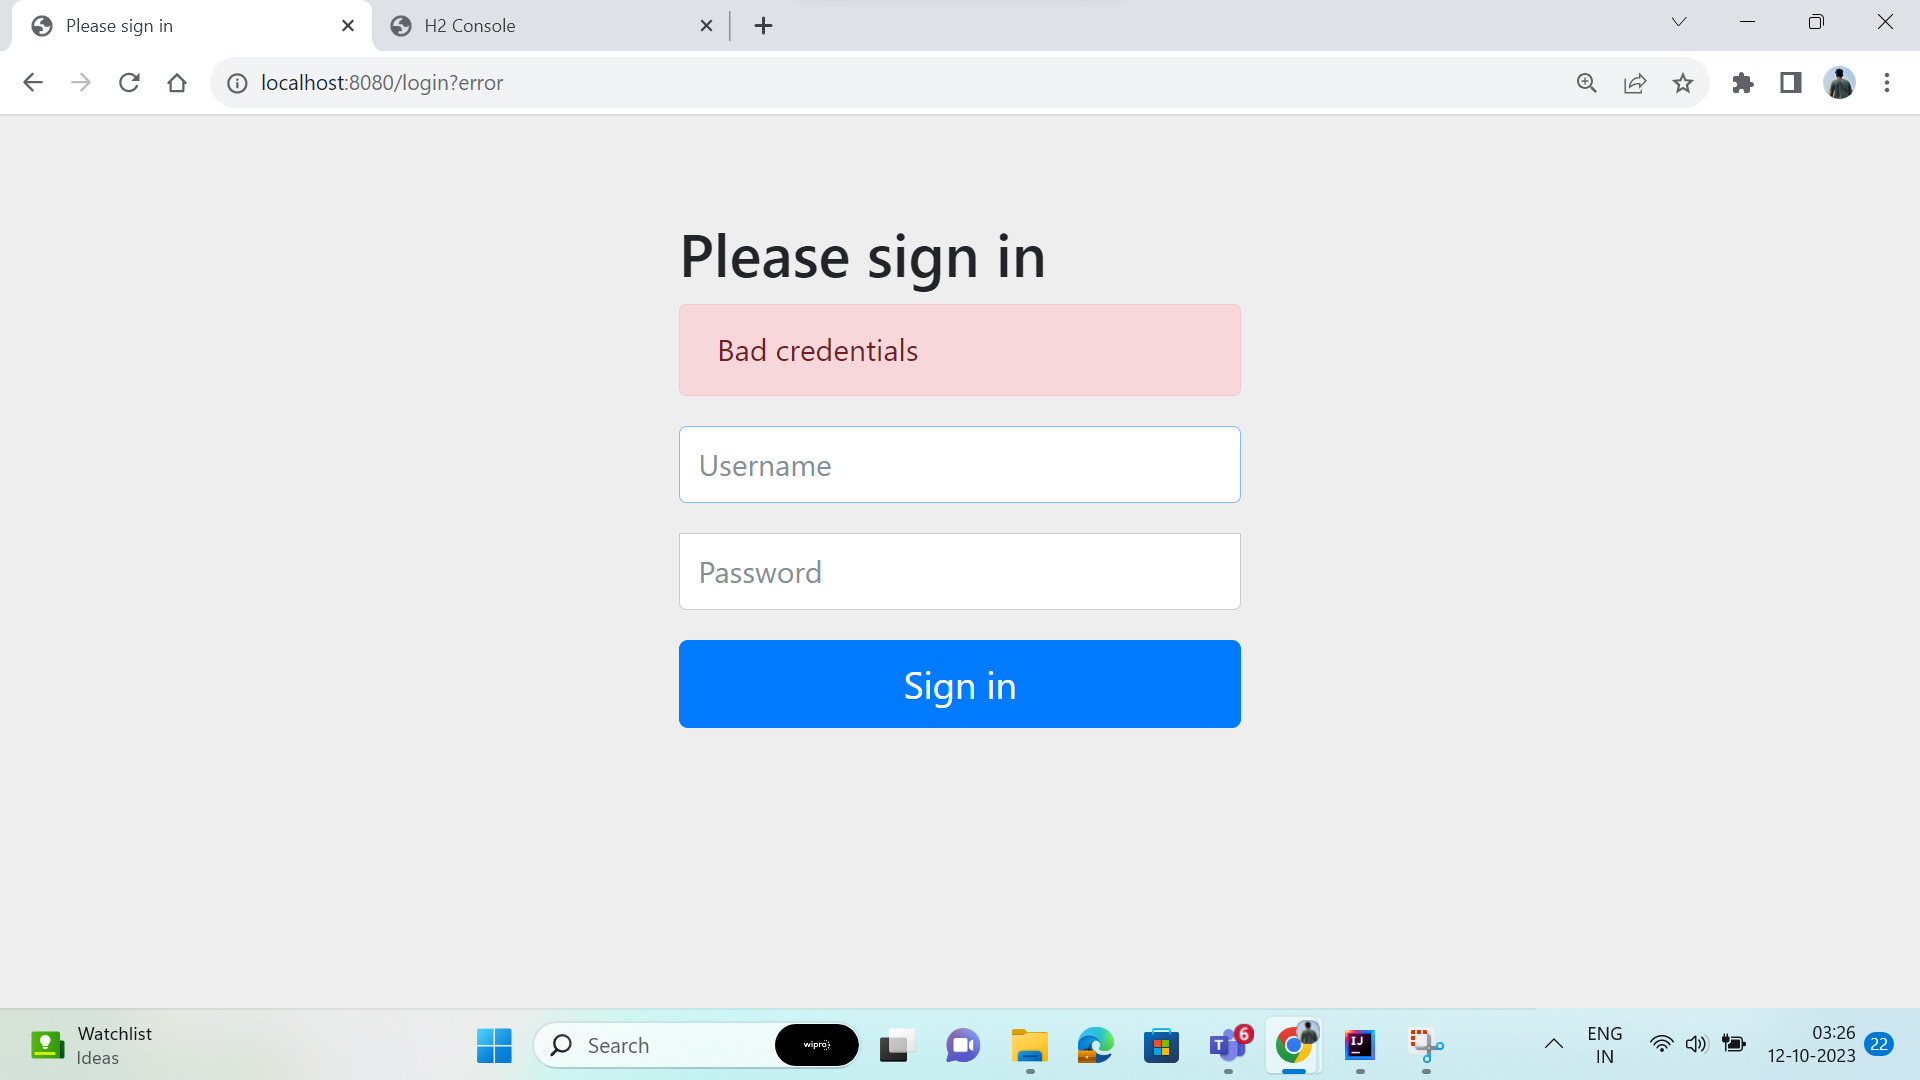 Please sign in
H2 Console
localhost:8080/login?error
Please sign in
Bad credentials
Username
Password
Sign in
Watchlist
Ideas
Search
wipro
T
6
IJ
ENG
IN
03:26
12-10-2023
22